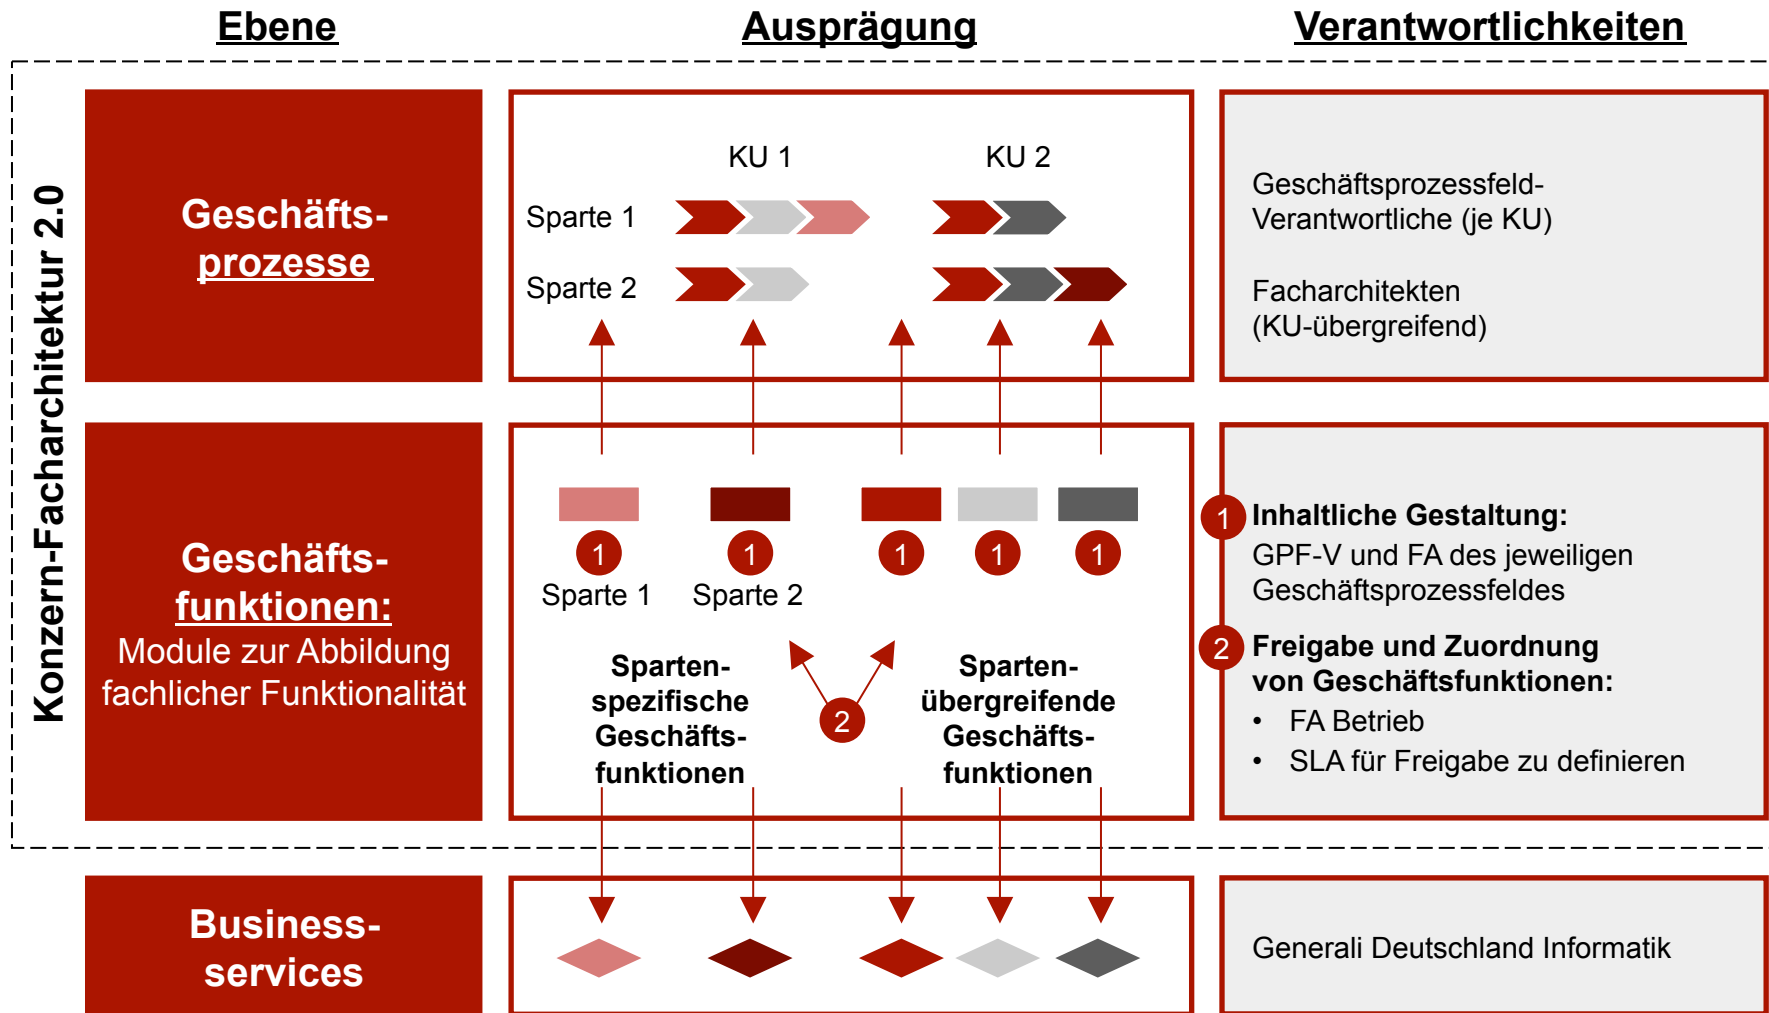 Ebene
Ausprägung
Verantwortlichkeiten
Konzern-Facharchitektur 2.0
Geschäfts-
prozesse
KU 1
KU 2
Sparte 1
Sparte 2
Geschäftsprozessfeld-
Verantwortliche (je KU)
Facharchitekten
(KU-übergreifend)
Geschäfts-
funktionen:
Module zur Abbildung
fachlicher Funktionalität
1
1
1
1
1
Sparte 1
Sparte 2
Sparten-
spezifische
Geschäfts-
funktionen
2
Sparten-
übergreifende
Geschäfts-
funktionen
1 Inhaltliche Gestaltung:
GPF-V und FA des jeweiligen
Geschäftsprozessfeldes
2 Freigabe und Zuordnung
von Geschäftsfunktionen:
• FA Betrieb
• SLA für Freigabe zu definieren
Business-
services
Generali Deutschland Informatik